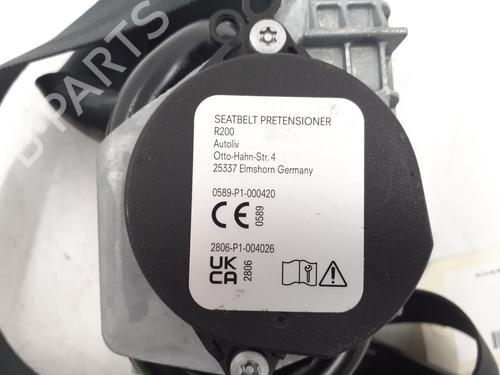 B-PARTS
SEATBELT PRETENSIONER
R200
Autoliv
Otto-Hahn-Str. 4
25337 Elmshorn Germany
0589-P1-000420
CE 0589
2806-P1-004026
UK
CA 2806